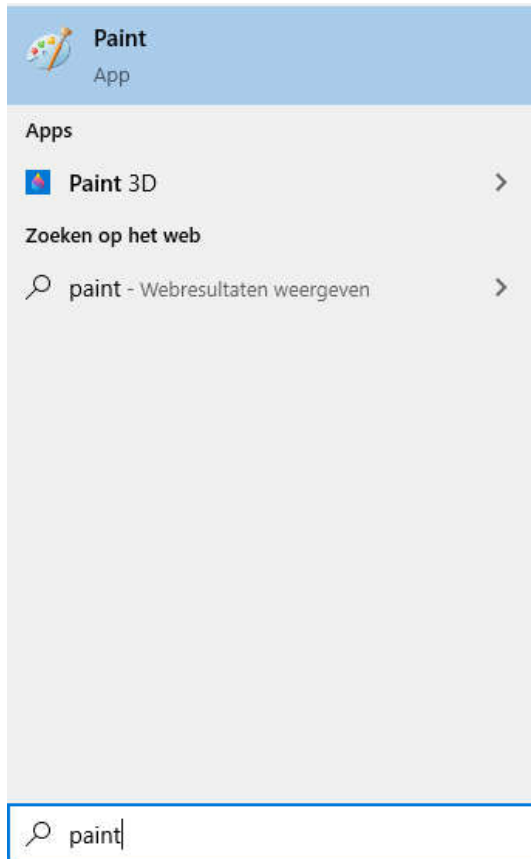 Paint
App
Apps
Paint 3D
Zoeken op het web
paint - Webresultaten weergeven
paint